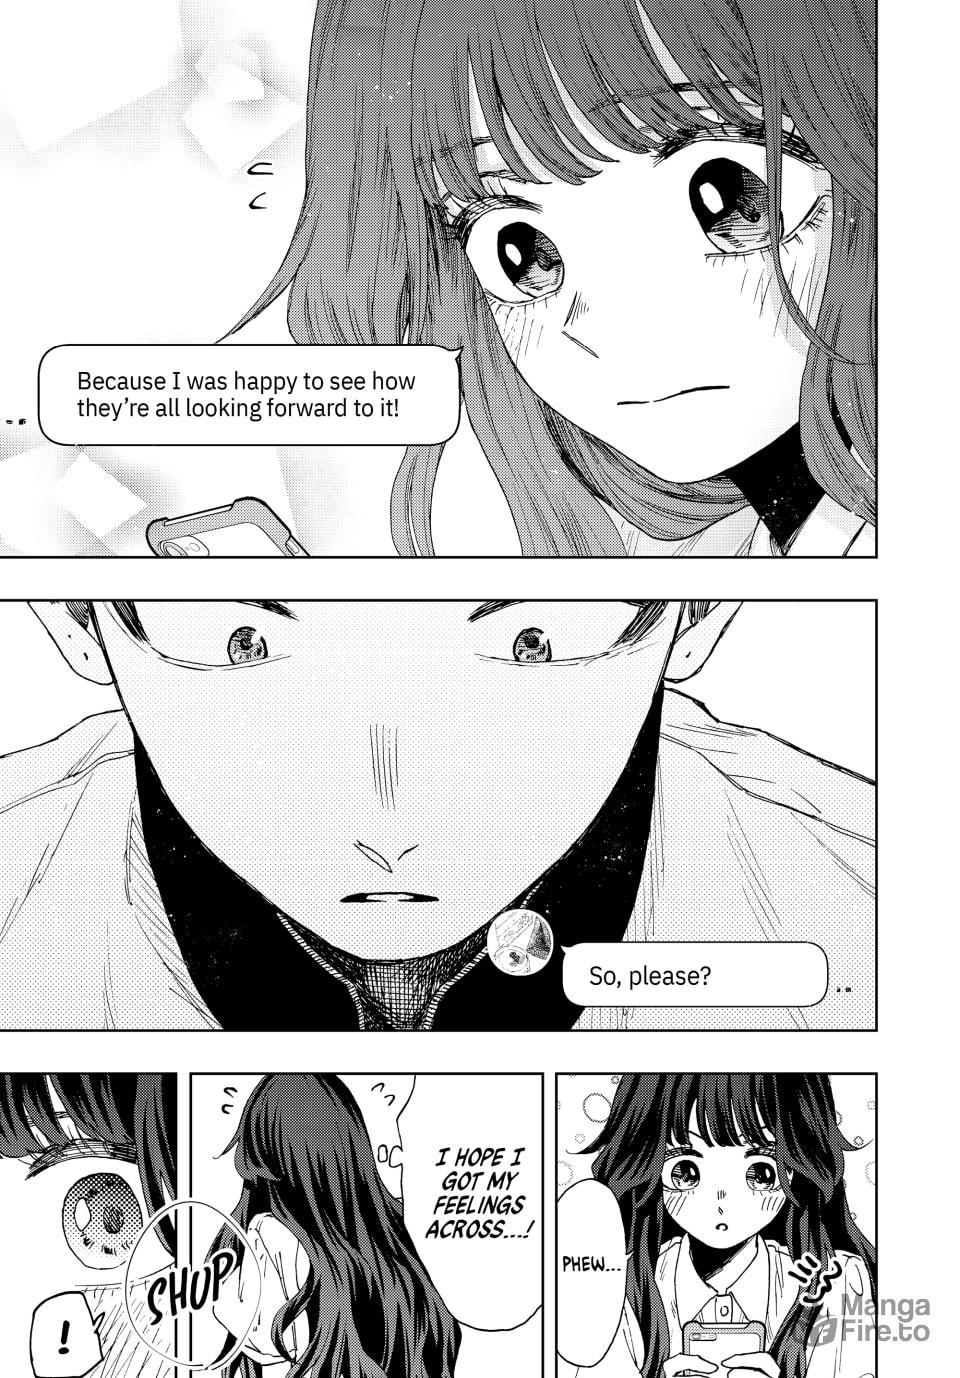 Because I was happy to see how
they're all looking forward to it!
So, please?
PHEW...
I HOPE I
GOT MY
FEELINGS
ACROSS...!
SHUP
!
Manga
Fire.to